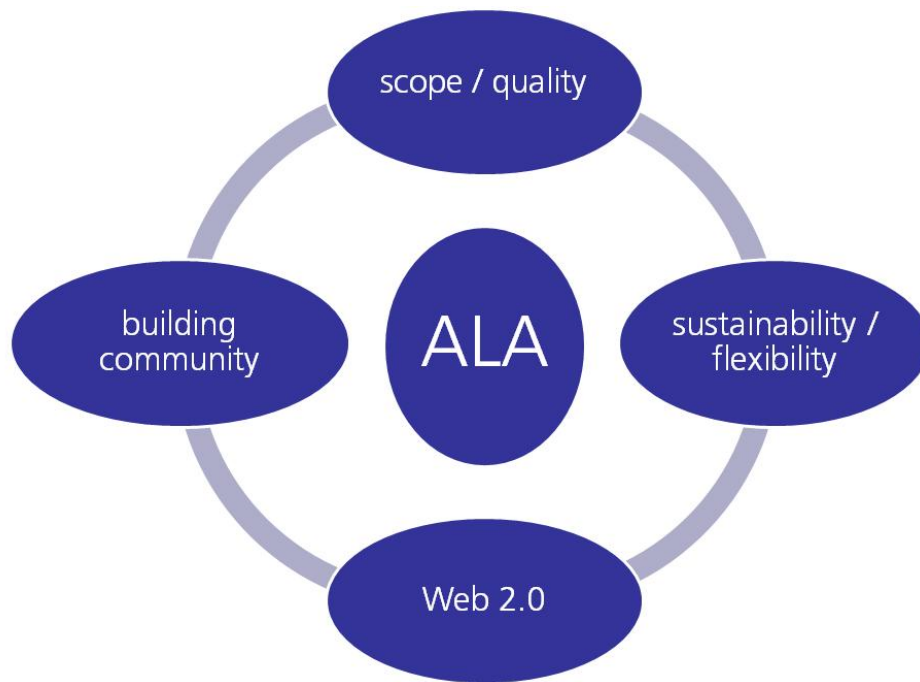 scope / quality
building
community
ALA
sustainability /
flexibility
Web 2.0